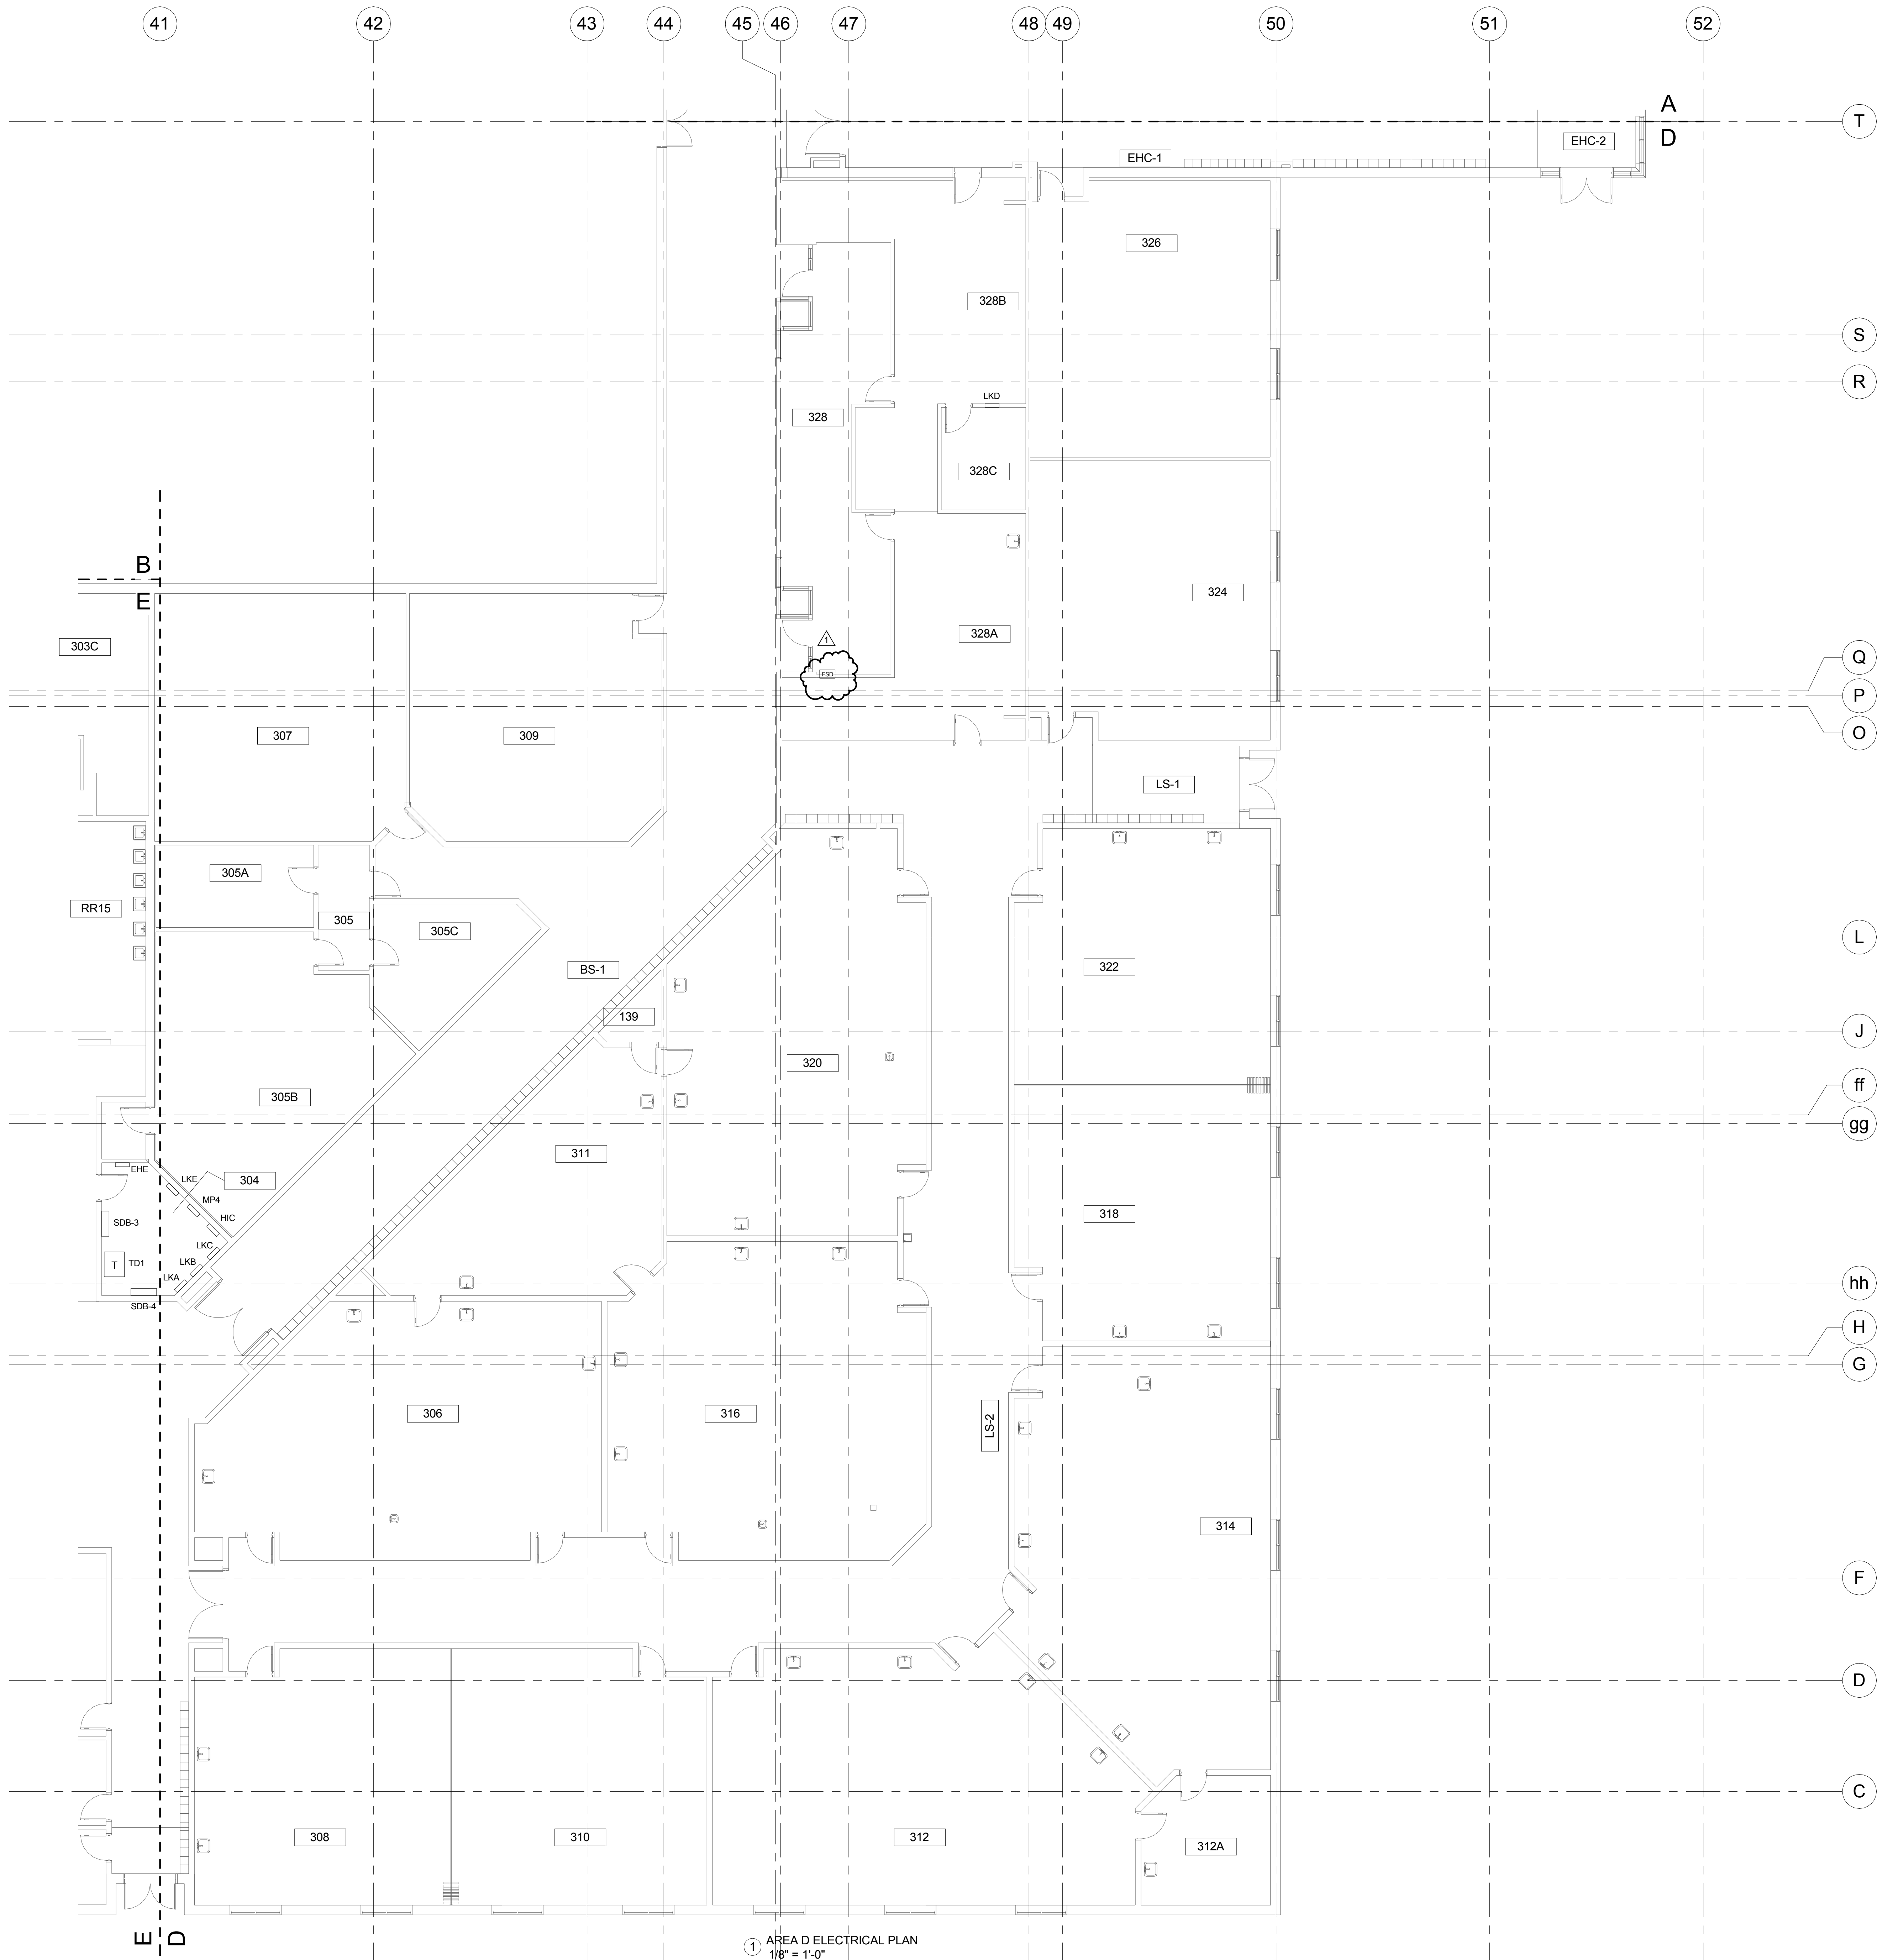 41 42 43 44 45 46 47 48 49 50 51 52
A
T
D
EHC-2
EHC-1
326
328B
S
R
LKD
328
328C
B
E
324
303C
328A
1
FSD
Q
P
O
307
309
LS-1
305A
RR15
305
305C
L
BS-1
322
139
J
320
305B
ff
gg
311
EHE
LKE
304
MP4
318
HIC
SDB-3
LKC
LKB
T
TD1
LKA
hh
SDB-4
H
G
306
316
LS-2
314
F
D
C
308
310
312
312A
E
D
1
AREA D ELECTRICAL PLAN
1/8" = 1'-0"